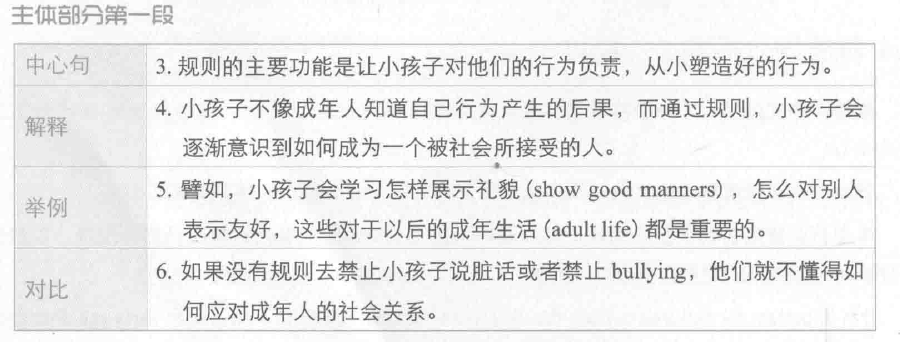 主体部分第一段
中心句 3. 规则的主要功能是让小孩子对他们的行为负责，从小塑造好的行为。
解释 4. 小孩子不像成年人知道自己行为产生的后果，而通过规则，小孩子会
逐渐意识到如何成为一个被社会所接受的人。
举例 5. 譬如，小孩子会学习怎样展示礼貌 (show good manners)，怎么对别人
表示友好，这些对于以后的成年生活 (adult life) 都是重要的。
对比 6. 如果没有规则去禁止小孩子说脏话或者禁止 bullying，他们就不懂得如
何应对成年人的社会关系。